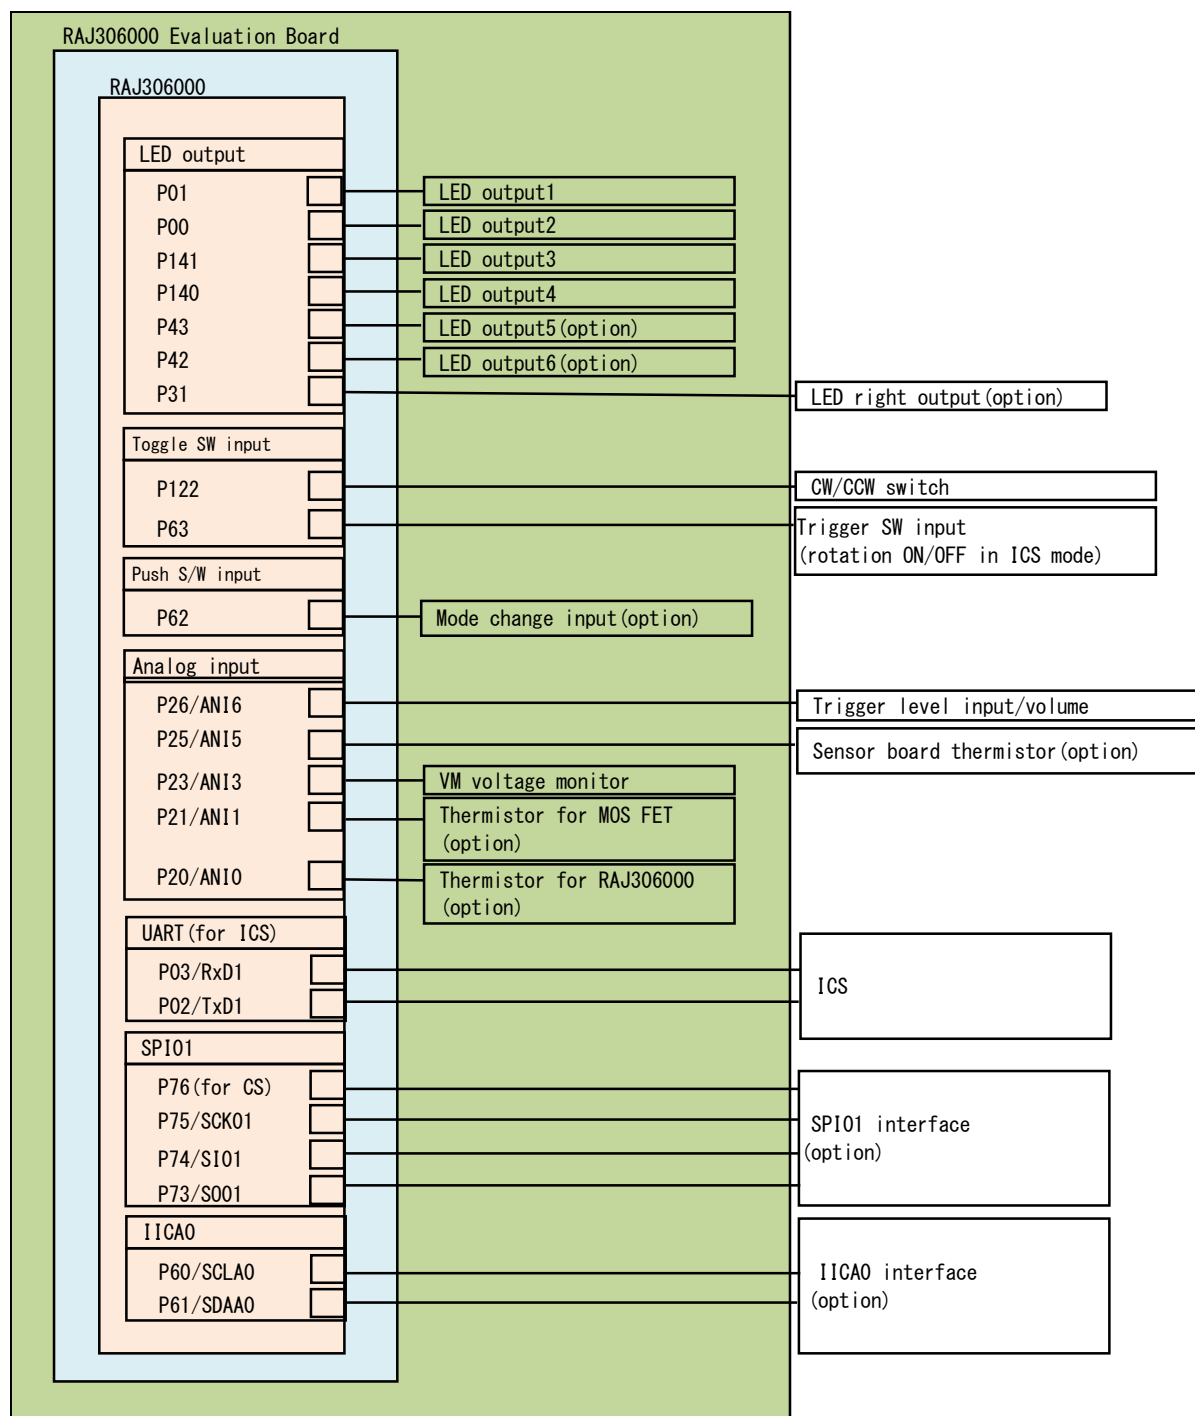 RAJ306000 Evaluation Board
RAJ306000
LED output
P01
LED output1
P00
LED output2
P141
LED output3
P140
LED output4
P43
LED output5(option)
P42
LED output6(option)
P31
LED right output(option)
Toggle SW input
P122
CW/CCW switch
P63
Trigger SW input
(rotation ON/OFF in ICS mode)
Push S/W input
P62
Mode change input(option)
Analog input
P26/ANI6
Trigger level input/volume
P25/ANI5
Sensor board thermistor(option)
P23/ANI3
VM voltage monitor
P21/ANI1
Thermistor for MOS FET
(option)
P20/ANI0
Thermistor for RAJ306000
(option)
UART(for ICS)
P03/RxD1
P02/TxD1
ICS
SPI01
P76(for CS)
P75/SCK01
P74/SI01
P73/SO01
SPI01 interface
(option)
IICA0
P60/SCLA0
P61/SDAA0
IICA0 interface
(option)